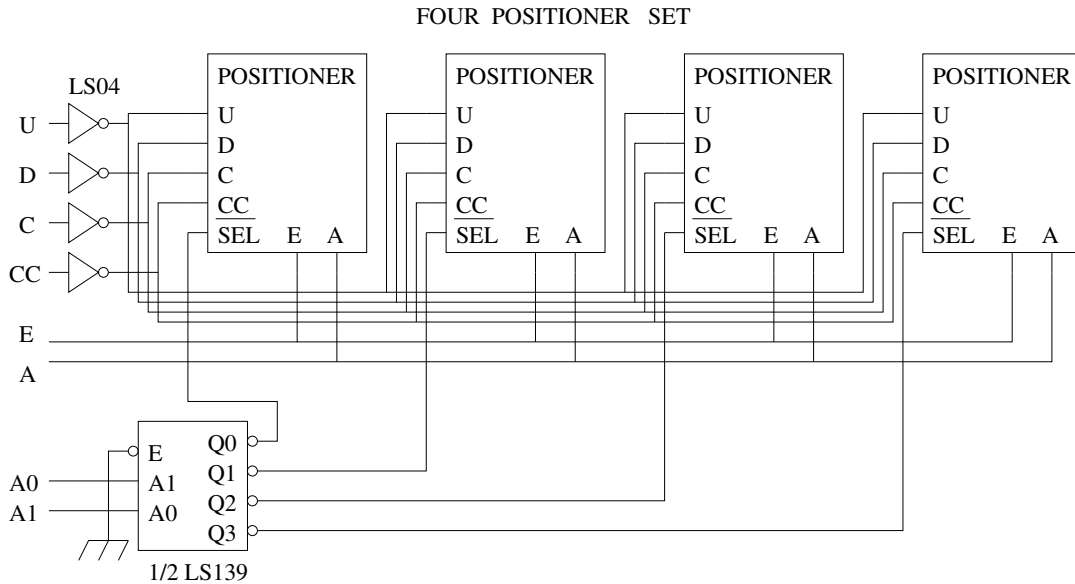 FOUR POSITIONER SET
LS04
POSITIONER POSITIONER POSITIONER POSITIONER
U U U U U
D D D D D
C C C C C
CC CC CC CC CC
SEL E A SEL E A SEL E A SEL E A
E
A
E Q0
A0 A1 Q1
A1 A0 Q2
Q3
1/2 LS139